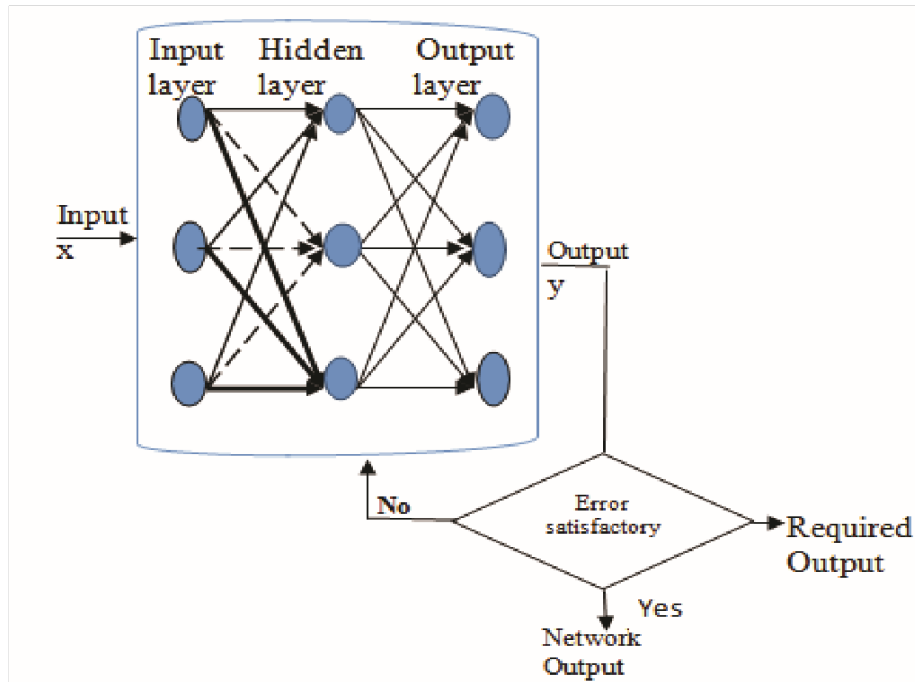 Input
layer
Hidden
layer
Output
layer
Input
x
Output
y
Error
satisfactory
No
Required
Output
Yes
Network
Output